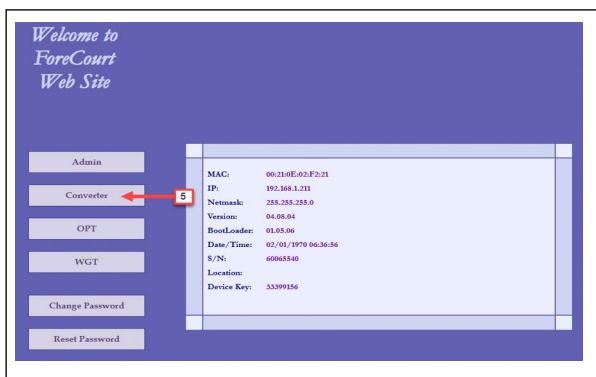 Welcome to
ForeCourt
Web Site
Admin
Converter
5
OPT
WGT
Change Password
Reset Password
MAC: 00:21:0E:02:F2:21
IP: 192.168.1.211
Netmask: 255.255.255.0
Version: 04.08.04
BootLoader: 01.05.06
Date/Time: 02/01/1970 06:36:56
S/N: 60065540
Location:
Device Key: 33399156